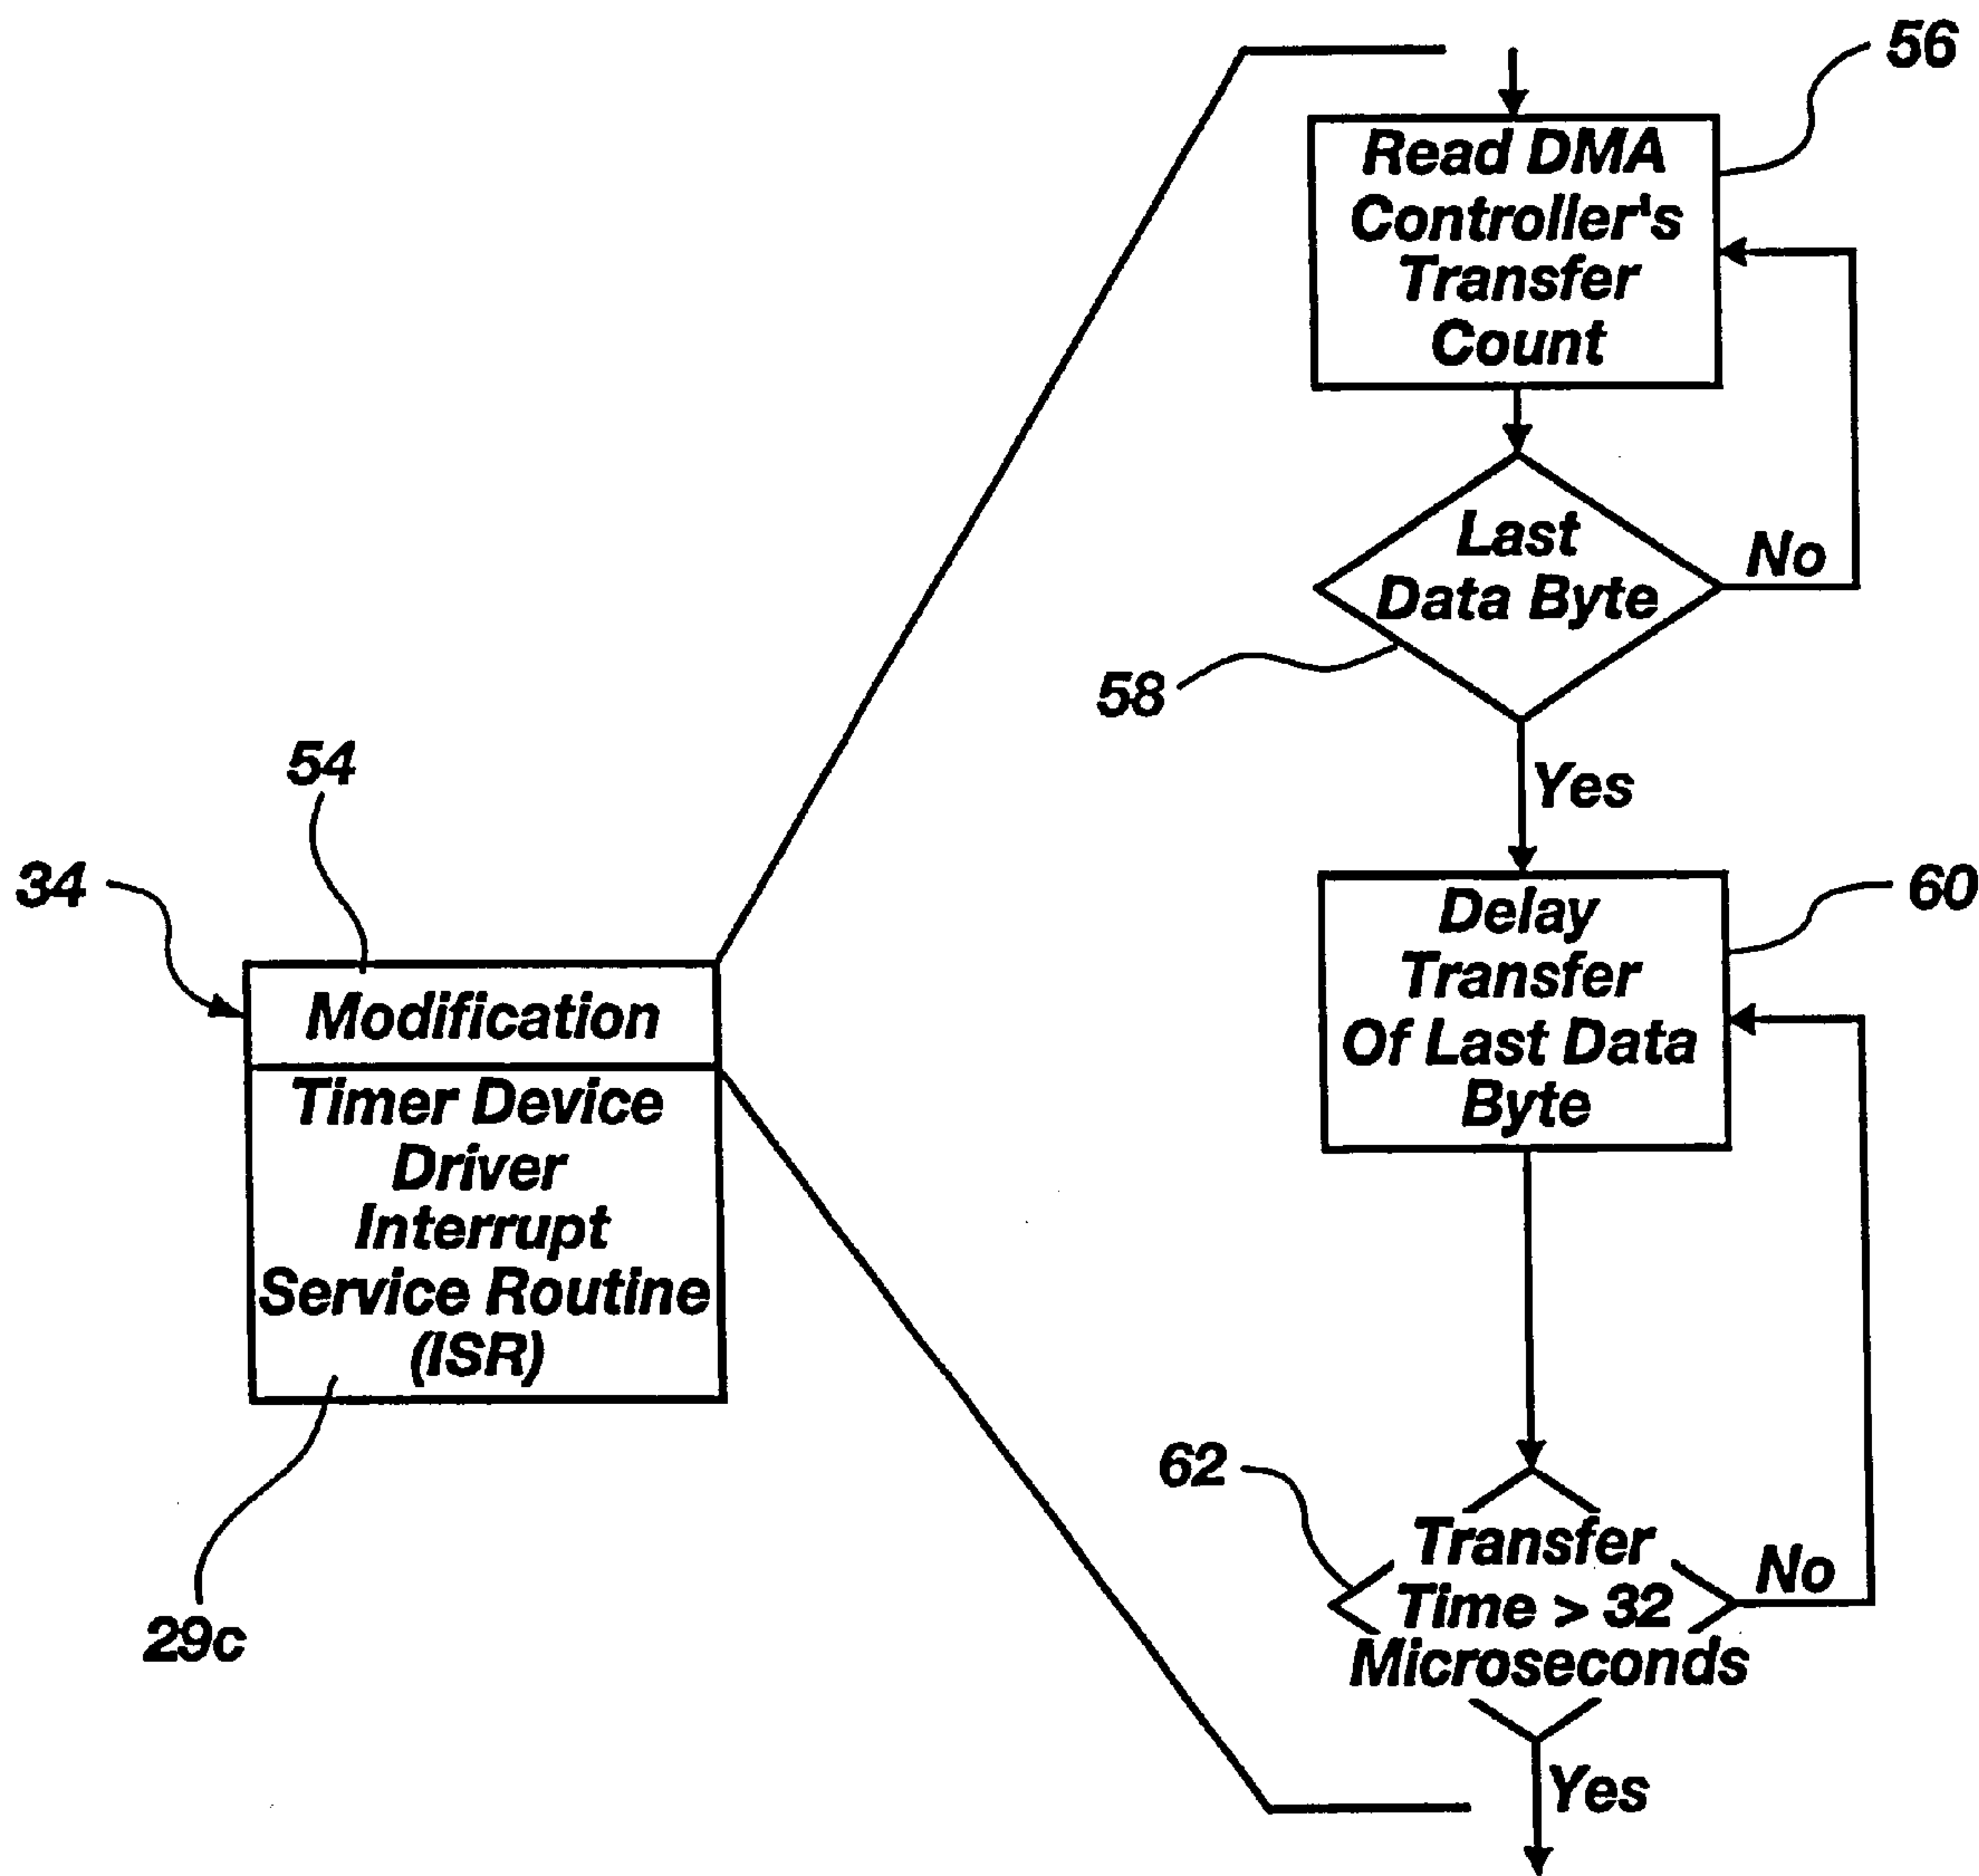 56
Read DMA
Controller's
Transfer
Count
Last
Data Byte
No
58
Yes
54
34
Modification
Timer Device
Driver
Interrupt
Service Routine
(ISR)
29c
Delay
Transfer
Of Last Data
Byte
60
62
Transfer
Time > 32
Microseconds
No
Yes